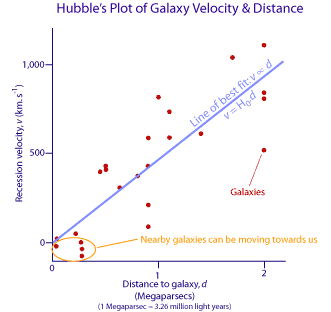 Hubble's Plot of Galaxy Velocity & Distance
Recession velocity, v (km.s⁻¹)
1,000
500
0
Line of best fit: v ∝ d
v = H₀.d
Galaxies
Nearby galaxies can be moving towards us
0
1
2
Distance to galaxy, d
(Megaparsecs)
(1 Megaparsec = 3.26 million light years)